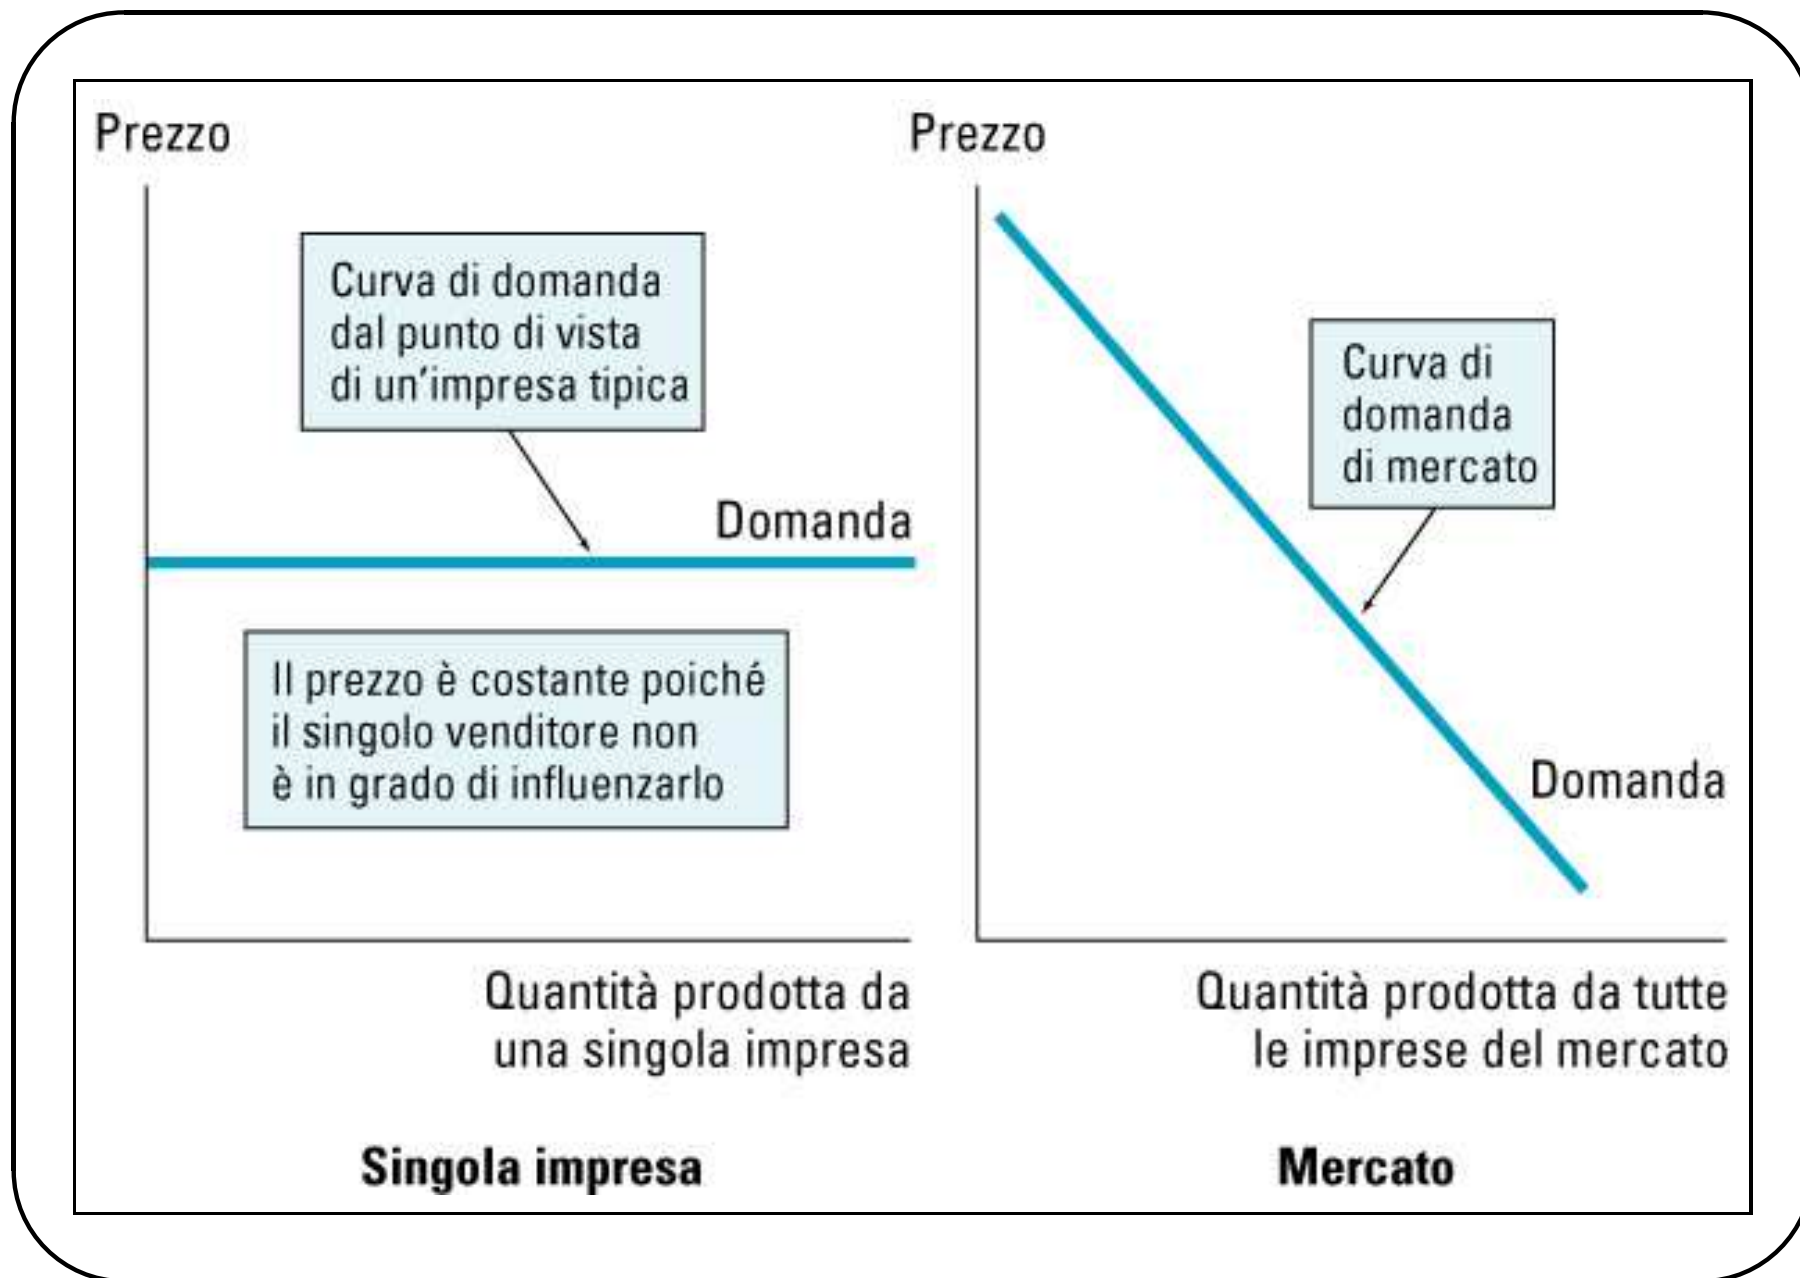 Prezzo
Curva di domanda
dal punto di vista
di un'impresa tipica
Domanda
Il prezzo è costante poiché
il singolo venditore non
è in grado di influenzarlo
Quantità prodotta da
una singola impresa
Singola impresa
Prezzo
Curva di
domanda
di mercato
Domanda
Quantità prodotta da tutte
le imprese del mercato
Mercato